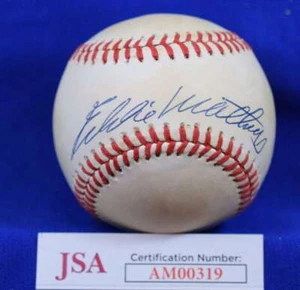 Eddie Mathews
JSA Certification Number:
AM00319